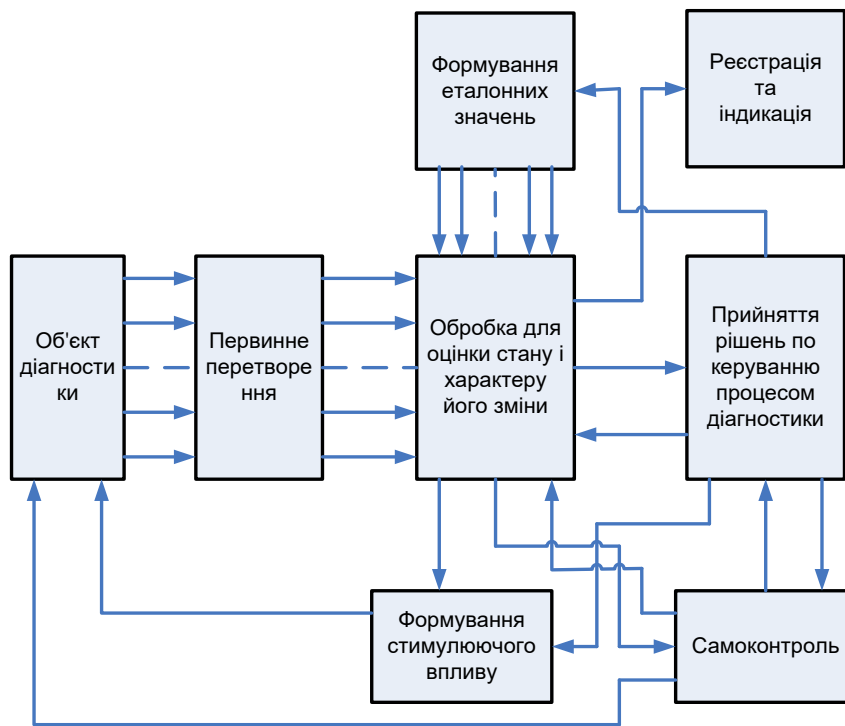 Формування
еталонних
значень
Реєстрація
та
індикація
Об'єкт
діагности
ки
Первинне
перетворе
ння
Обробка для
оцінки стану і
характеру
його зміни
Прийняття
рішень по
керуванню
процесом
діагностики
Формування
стимулюючого
впливу
Самоконтроль